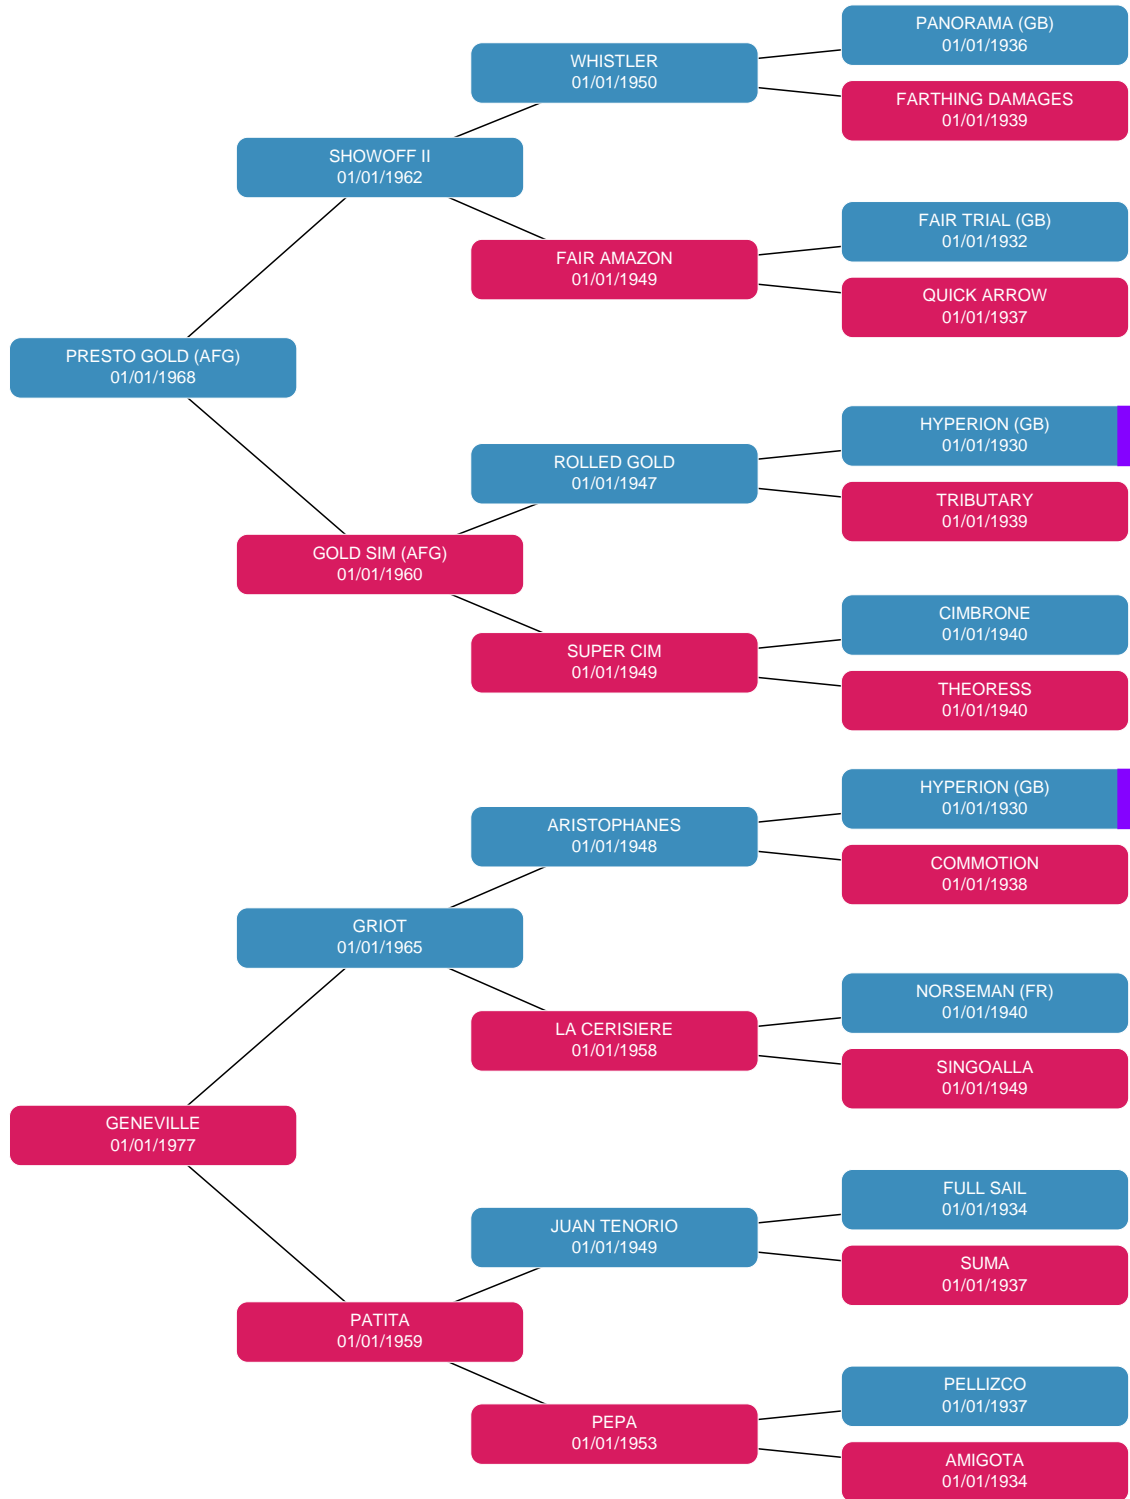 PANORAMA (GB)
01/01/1936
WHISTLER
01/01/1950
FARTHING DAMAGES
01/01/1939
SHOWOFF II
01/01/1962
FAIR TRIAL (GB)
01/01/1932
FAIR AMAZON
01/01/1949
QUICK ARROW
01/01/1937
PRESTO GOLD (AFG)
01/01/1968
HYPERION (GB)
01/01/1930
ROLLED GOLD
01/01/1947
TRIBUTARY
01/01/1939
GOLD SIM (AFG)
01/01/1960
CIMBRONE
01/01/1940
SUPER CIM
01/01/1949
THEORESS
01/01/1940
HYPERION (GB)
01/01/1930
ARISTOPHANES
01/01/1948
COMMOTION
01/01/1938
GRIOT
01/01/1965
NORSEMAN (FR)
01/01/1940
LA CERISIERE
01/01/1958
SINGOALLA
01/01/1949
GENEVILLE
01/01/1977
FULL SAIL
01/01/1934
JUAN TENORIO
01/01/1949
SUMA
01/01/1937
PATITA
01/01/1959
PELLIZCO
01/01/1937
PEPA
01/01/1953
AMIGOTA
01/01/1934